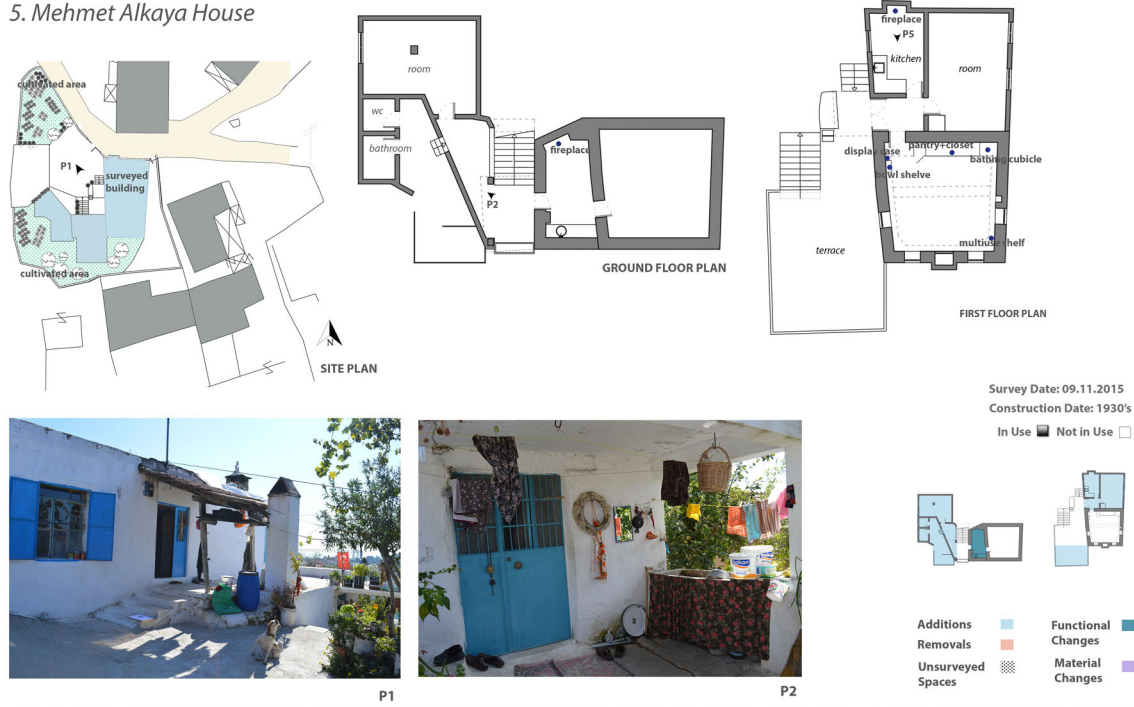 5. Mehmet Alkaya House
cultivated area
P1
surveyed
building
cultivated area
N
SITE PLAN
room
wc
bathroom
fireplace
P2
GROUND FLOOR PLAN
fireplace
P5
kitchen
room
display case
pantry+closet
bathing cubicle
bowl shelve
multiuse shelf
terrace
FIRST FLOOR PLAN
Survey Date: 09.11.2015
Construction Date: 1930's
In Use Not in Use
P1
P2
Additions
Removals
Unsurveyed
Spaces
Functional
Changes
Material
Changes